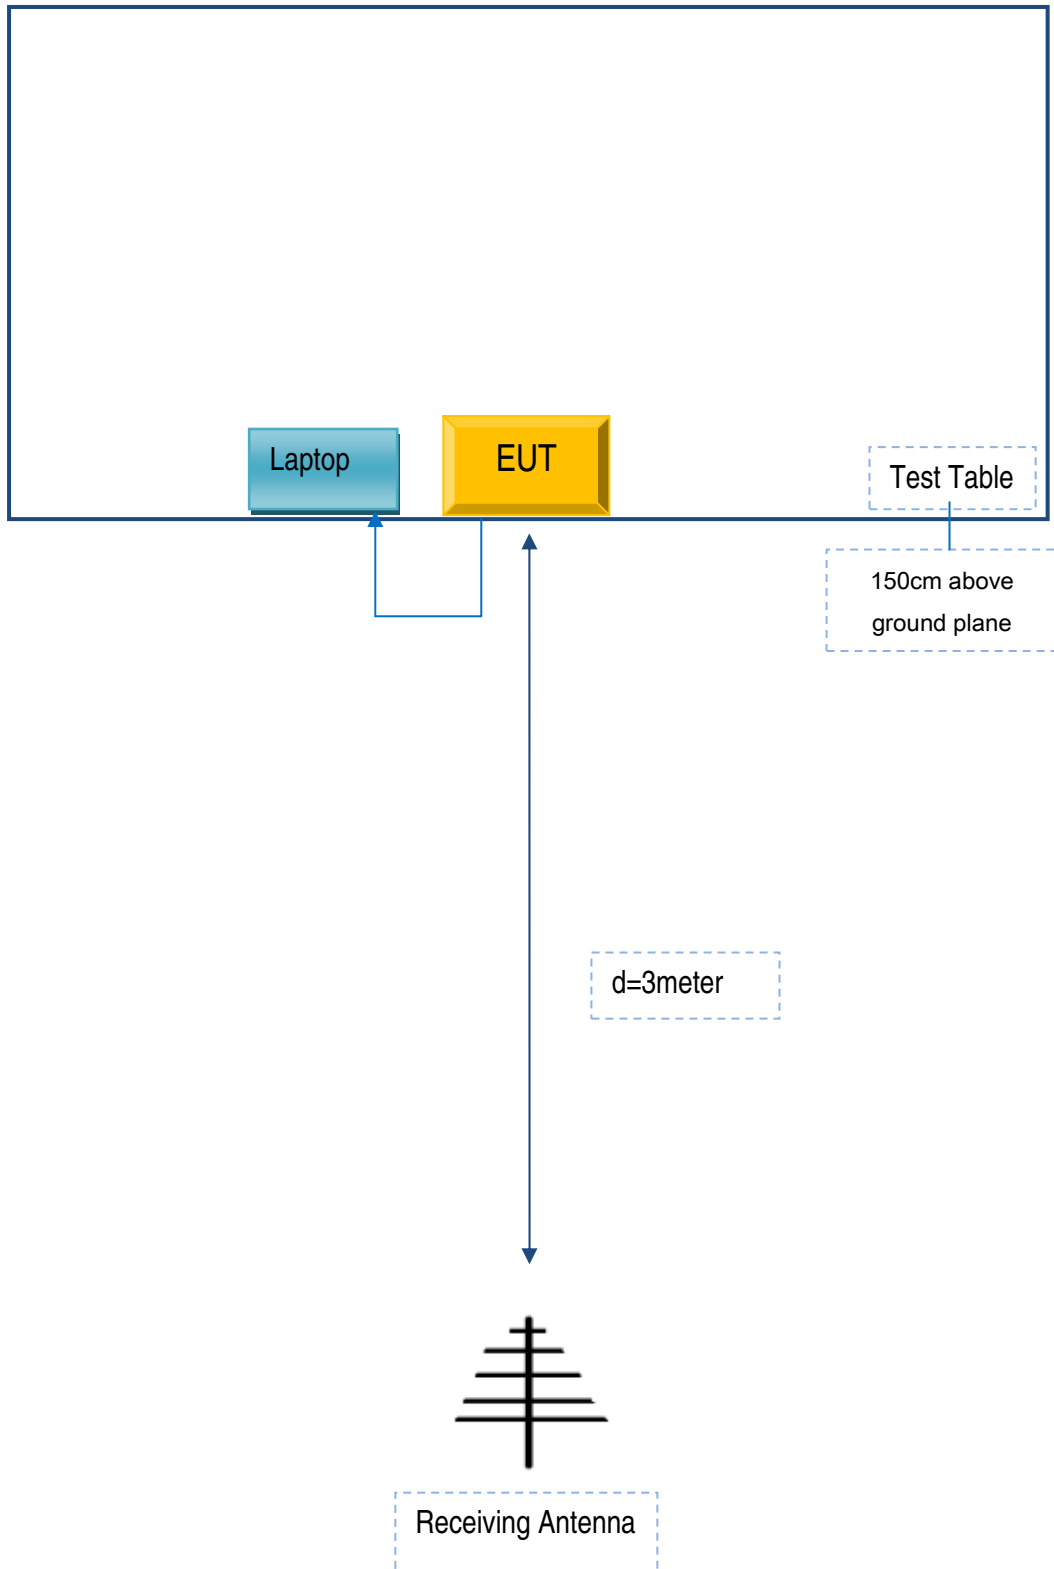 Laptop
EUT
Test Table
150cm above
ground plane
d=3meter
Receiving Antenna